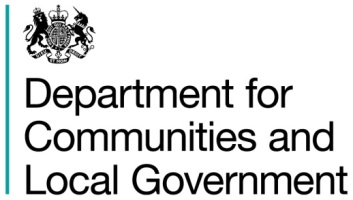 Department for
Communities and
Local Government